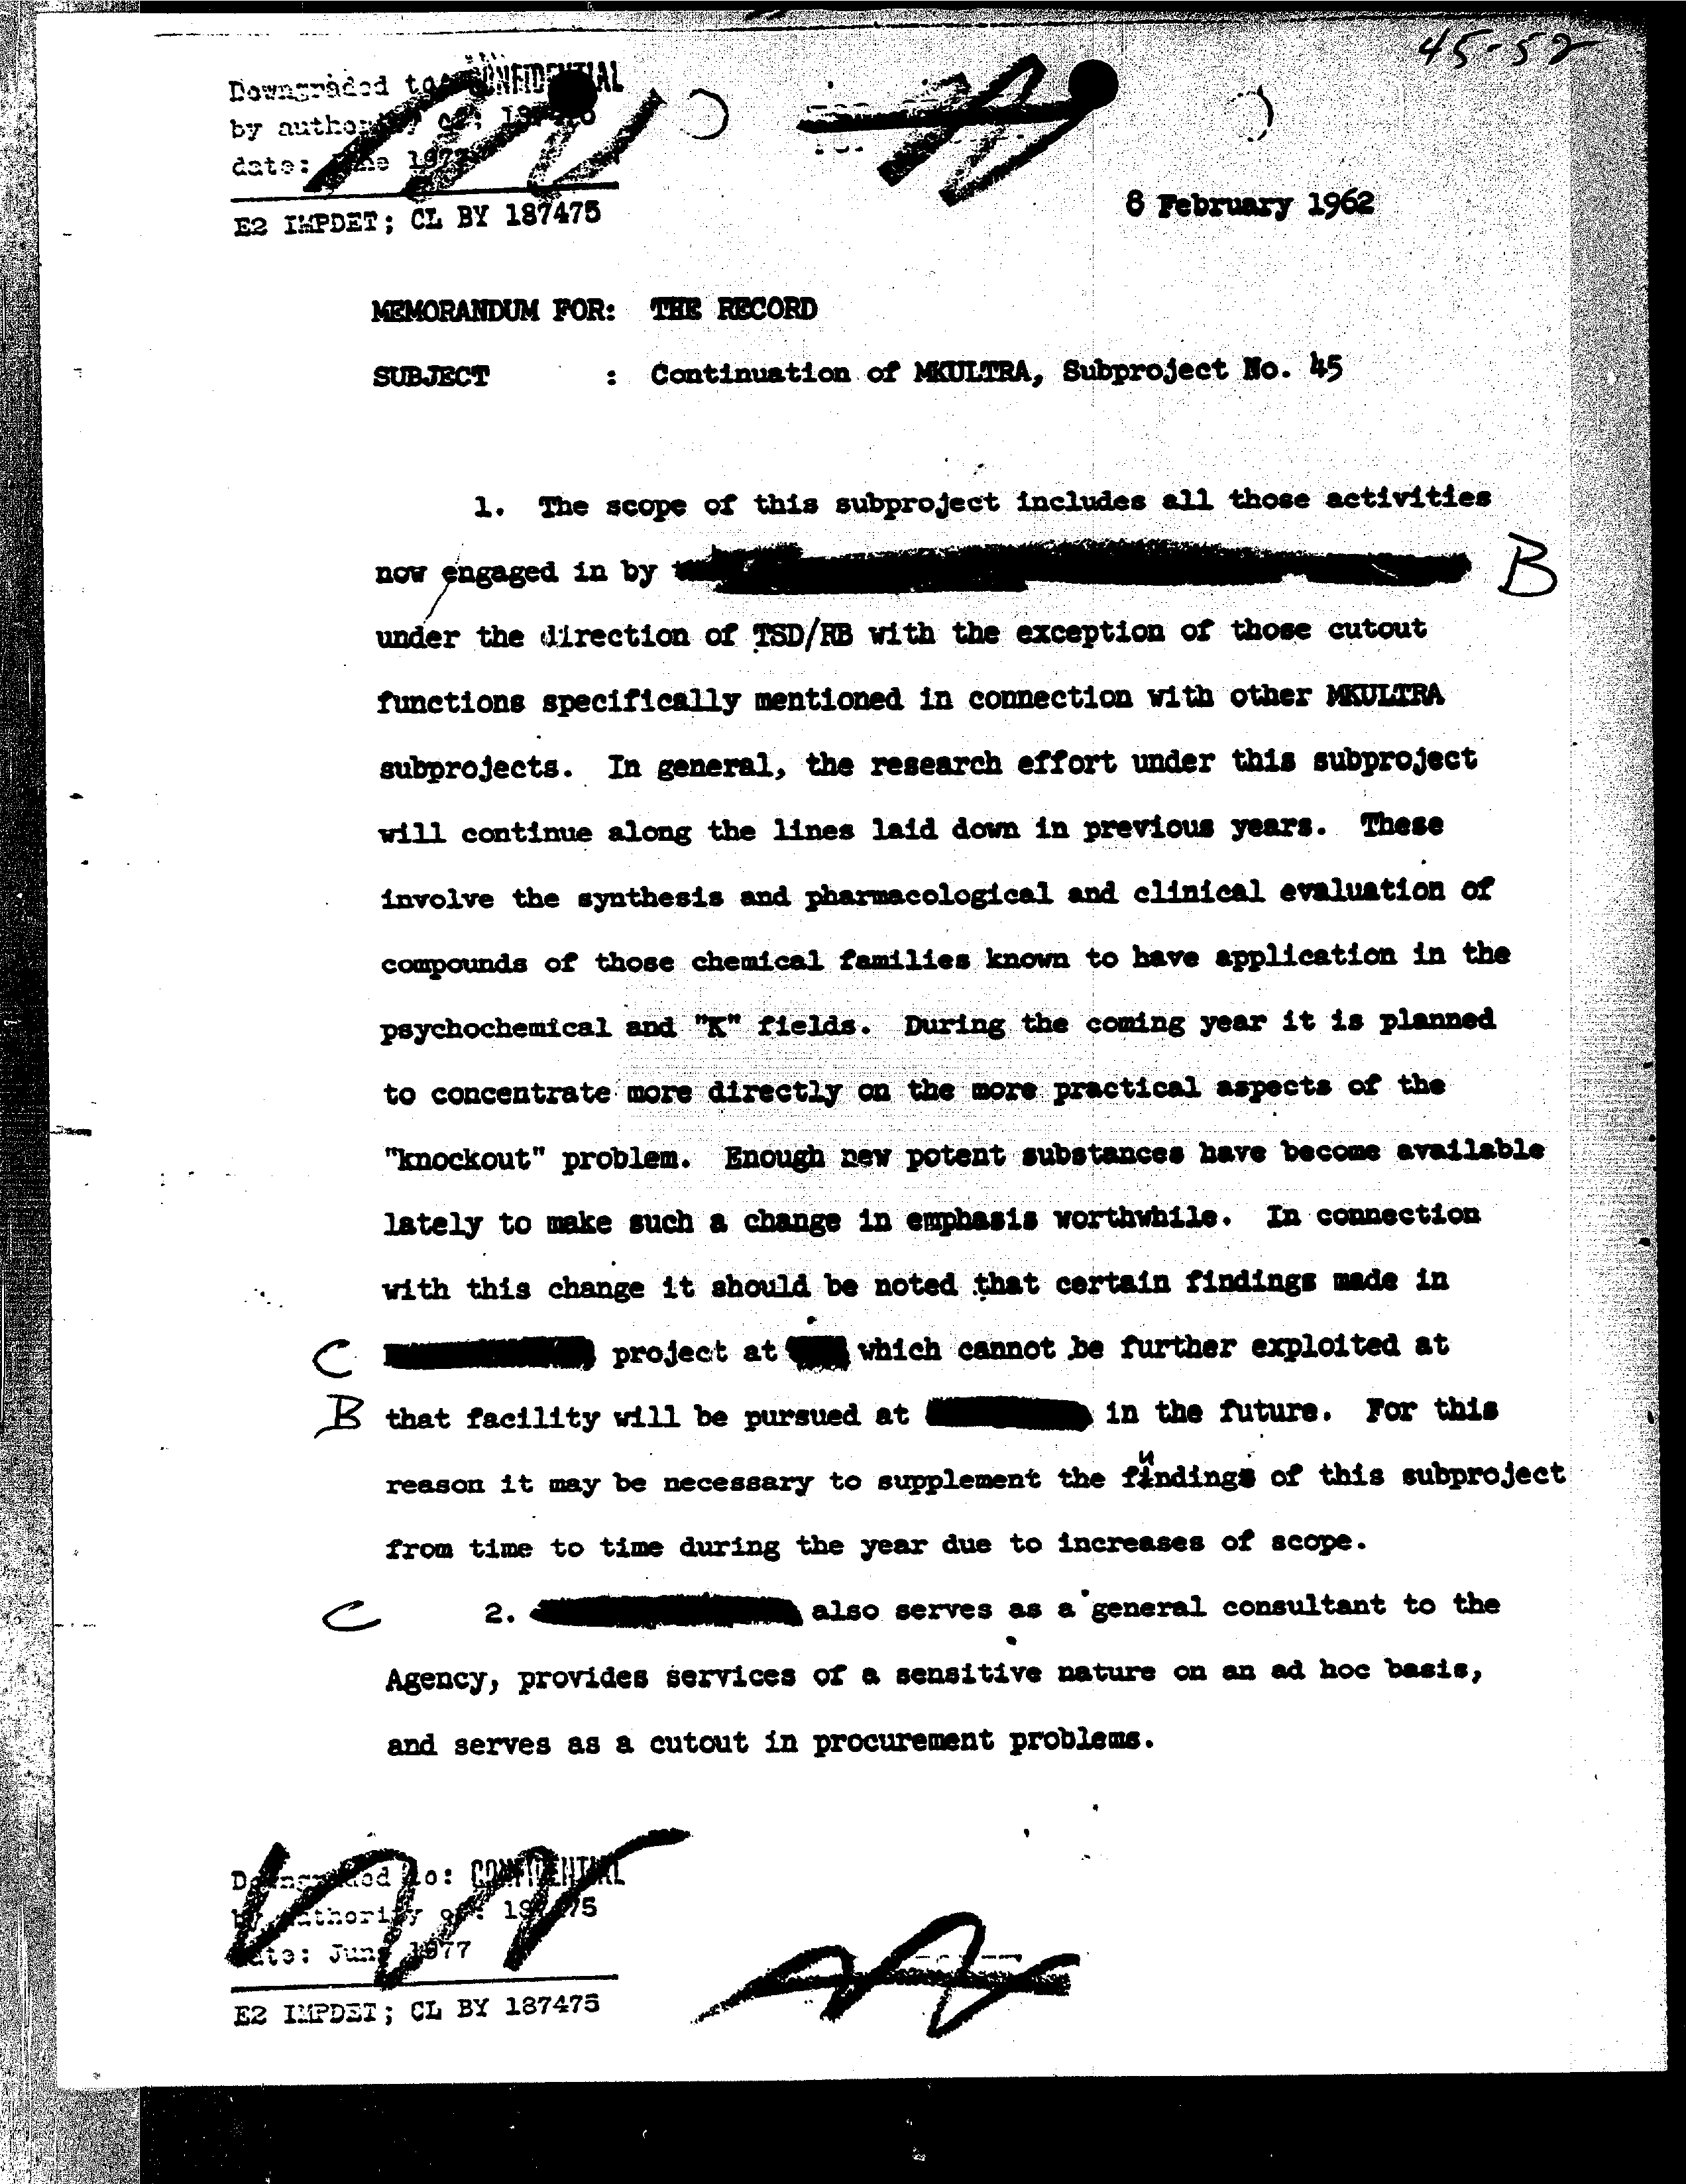 45-52
Downgraded to: CONFIDENTIAL
by authority of:
date: June 1977
E2 IMPDET; CL BY 187475
8 February 1962
MEMORANDUM FOR: THE RECORD
SUBJECT : Continuation of MKULTRA, Subproject No. 45
1. The scope of this subproject includes all those activities
now engaged in by
B
under the direction of TSD/RB with the exception of those cutout
functions specifically mentioned in connection with other MKULTRA
subprojects. In general, the research effort under this subproject
will continue along the lines laid down in previous years. These
involve the synthesis and pharmacological and clinical evaluation of
compounds of those chemical families known to have application in the
psychochemical and "K" fields. During the coming year it is planned
to concentrate more directly on the more practical aspects of the
"knockout" problem. Enough new potent substances have become available
lately to make such a change in emphasis worthwhile. In connection
with this change it should be noted that certain findings made in
C project at which cannot be further exploited at
B that facility will be pursued at in the future. For this
reason it may be necessary to supplement the findings of this subproject
from time to time during the year due to increases of scope.
C 2. also serves as a general consultant to the
Agency, provides services of a sensitive nature on an ad hoc basis,
and serves as a cutout in procurement problems.
Downgraded to: CONFIDENTIAL
by authority of: 187475
date: June 1977
E2 IMPDET; CL BY 187475